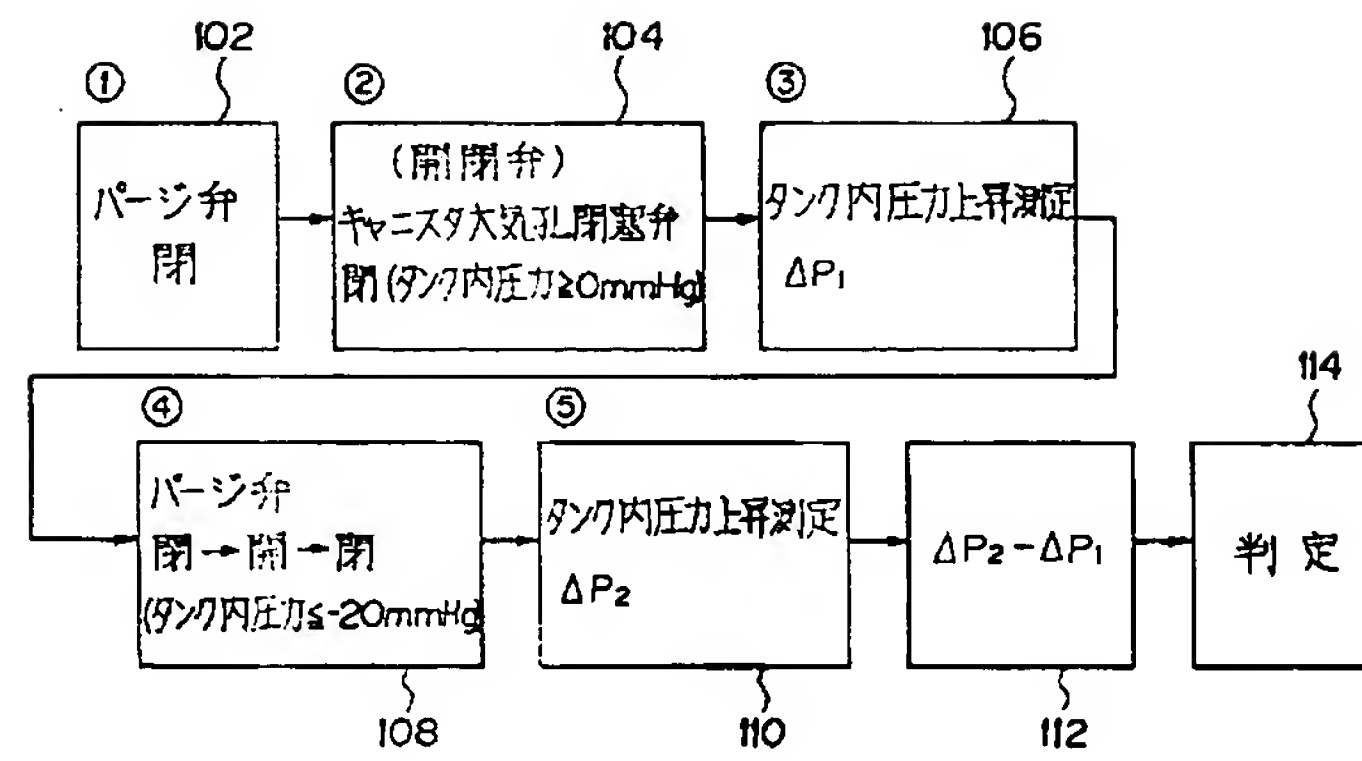 102
①
パージ弁
閉
104
②
(開閉弁)
キャニスタ大気孔閉塞弁
閉(タンク内圧力≧0mmHg)
106
③
タンク内圧力上昇測定
ΔP₁
④
パージ弁
閉→開→閉
(タンク内圧力≦-20mmHg)
108
⑤
タンク内圧力上昇測定
ΔP₂
110
ΔP₂-ΔP₁
112
114
判定